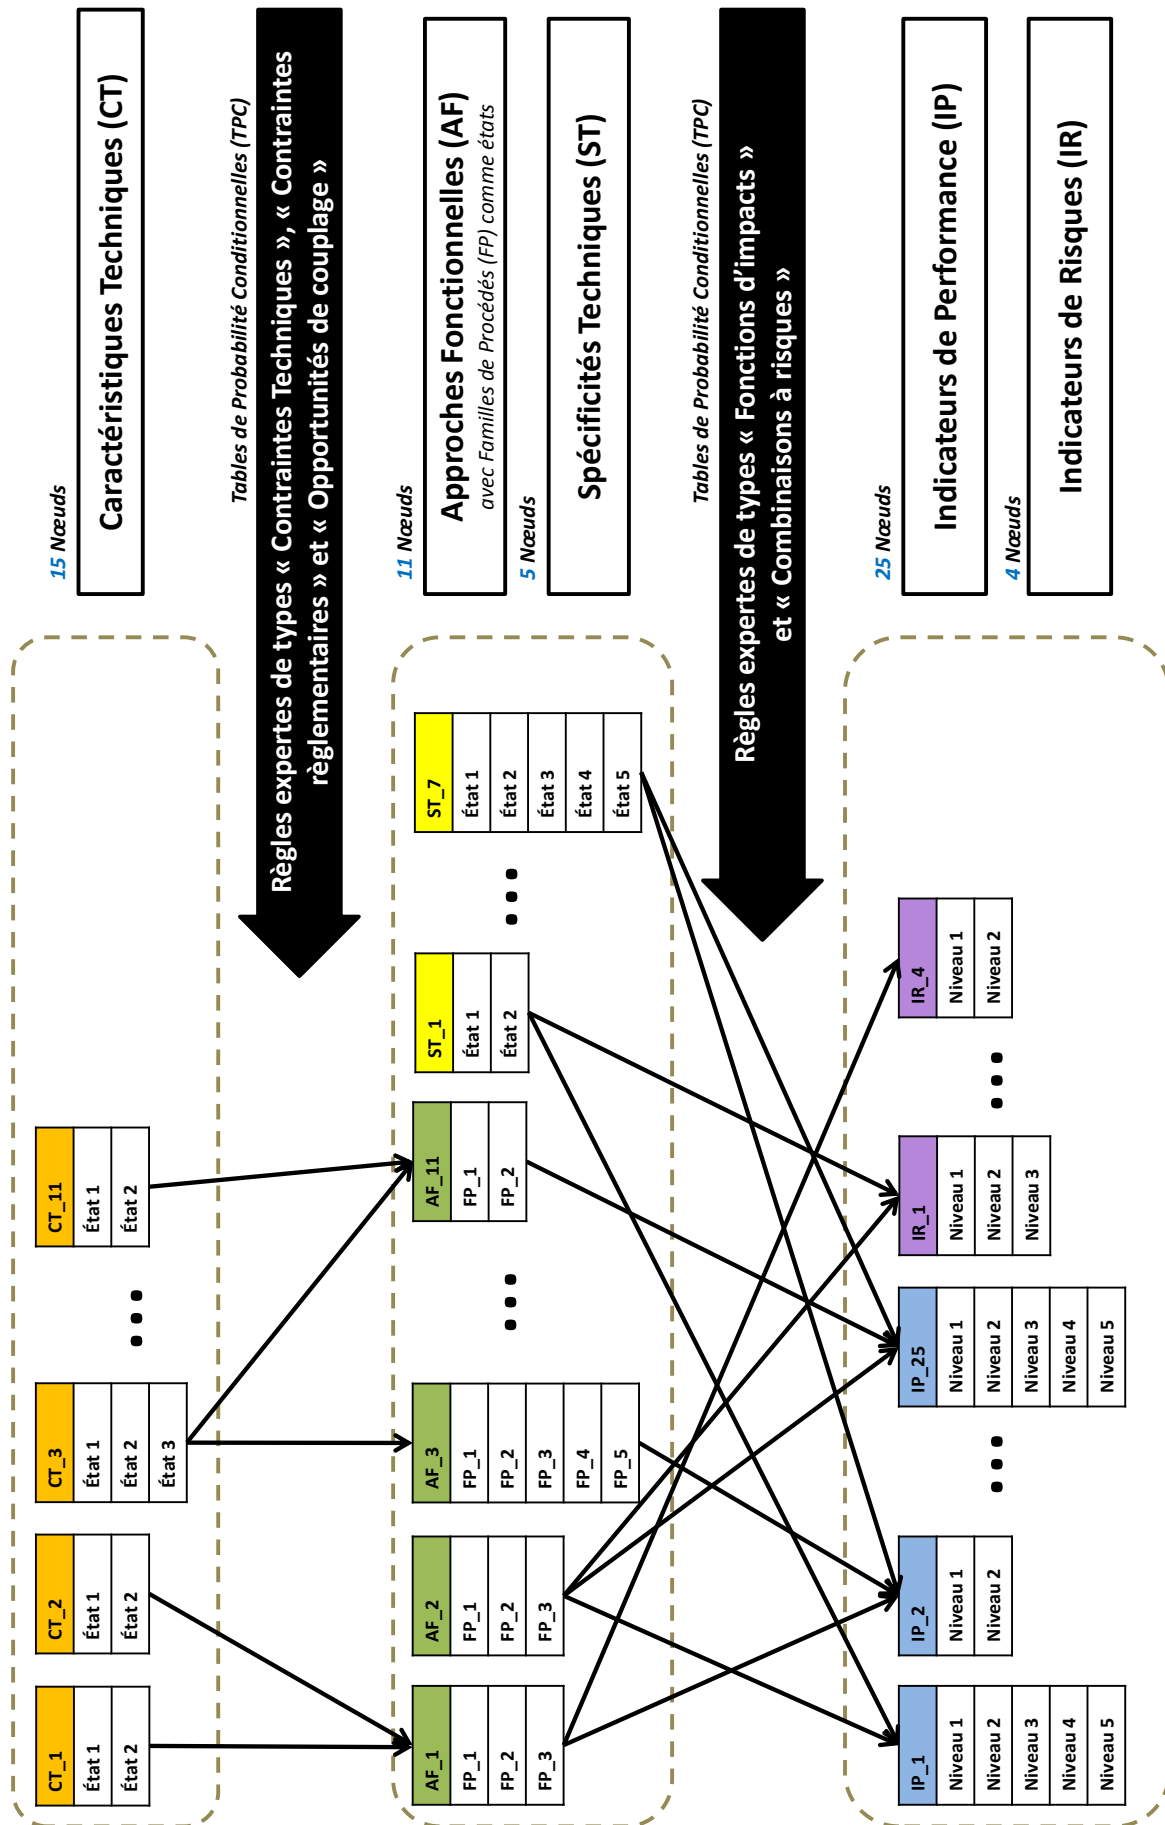 15 Nœuds
Caractéristiques Techniques (CT)
CT_1
État 1
État 2
CT_2
État 1
État 2
CT_3
État 1
État 2
État 3
...
CT_11
État 1
État 2
Tables de Probabilité Conditionnelles (TPC)
Règles expertes de types « Contraintes Techniques », « Contraintes
règlementaires » et « Opportunités de couplage »
11 Nœuds
Approches Fonctionnelles (AF)
avec Familles de Procédés (FP) comme états
5 Nœuds
Spécificités Techniques (ST)
AF_1
FP_1
FP_2
FP_3
AF_2
FP_1
FP_2
FP_3
AF_3
FP_1
FP_2
FP_3
FP_4
FP_5
...
AF_11
FP_1
FP_2
ST_1
État 1
État 2
...
ST_7
État 1
État 2
État 3
État 4
État 5
Tables de Probabilité Conditionnelles (TPC)
Règles expertes de types « Fonctions d’impacts »
et « Combinaisons à risques »
25 Nœuds
Indicateurs de Performance (IP)
4 Nœuds
Indicateurs de Risques (IR)
IP_1
Niveau 1
Niveau 2
Niveau 3
Niveau 4
Niveau 5
IP_2
Niveau 1
Niveau 2
...
IP_25
Niveau 1
Niveau 2
Niveau 3
Niveau 4
Niveau 5
IR_1
Niveau 1
Niveau 2
Niveau 3
...
IR_4
Niveau 1
Niveau 2